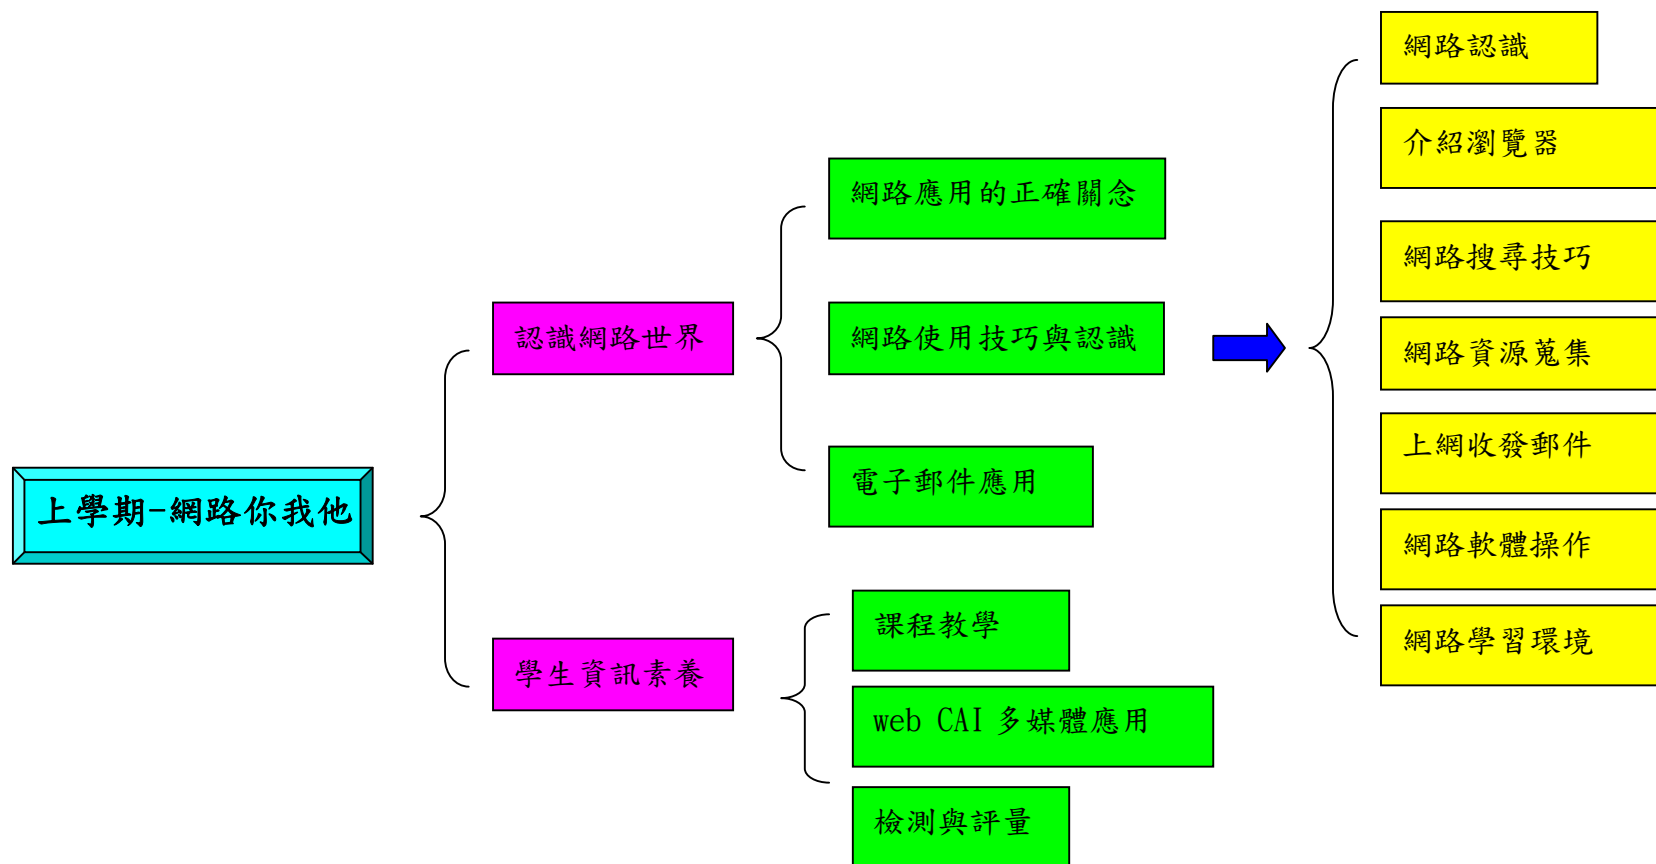 上學期-網路你我他
認識網路世界
學生資訊素養
網路應用的正確關念
網路使用技巧與認識
電子郵件應用
課程教學
web CAI 多媒體應用
檢測與評量
網路認識
介紹瀏覽器
網路搜尋技巧
網路資源蒐集
上網收發郵件
網路軟體操作
網路學習環境